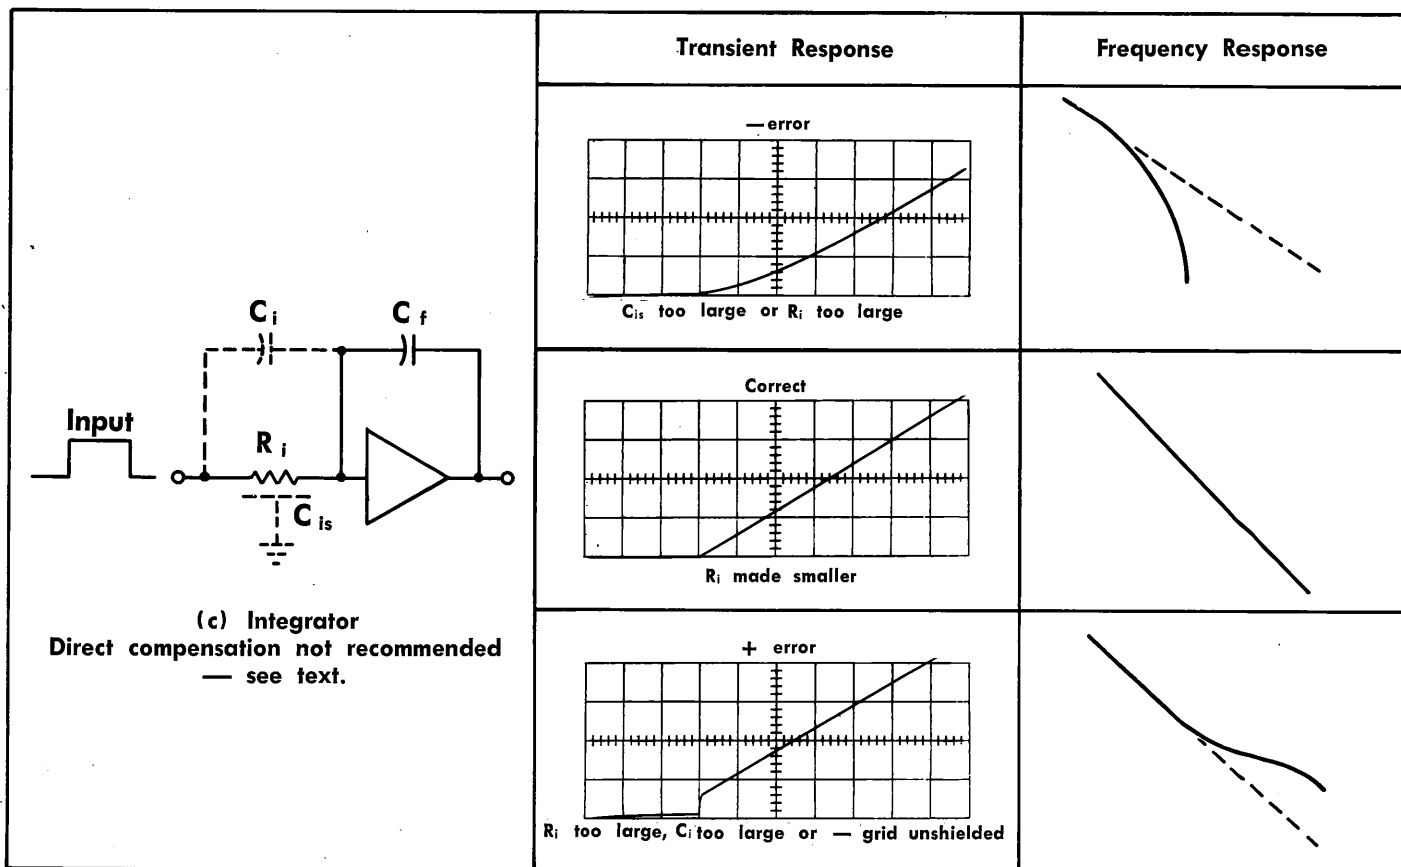 Transient Response
Frequency Response
— error
Cis too large or Ri too large
Ci
Cf
Input
Ri
Cis
(c) Integrator
Direct compensation not recommended
— see text.
Correct
Ri made smaller
+ error
Ri too large, Ci too large or — grid unshielded